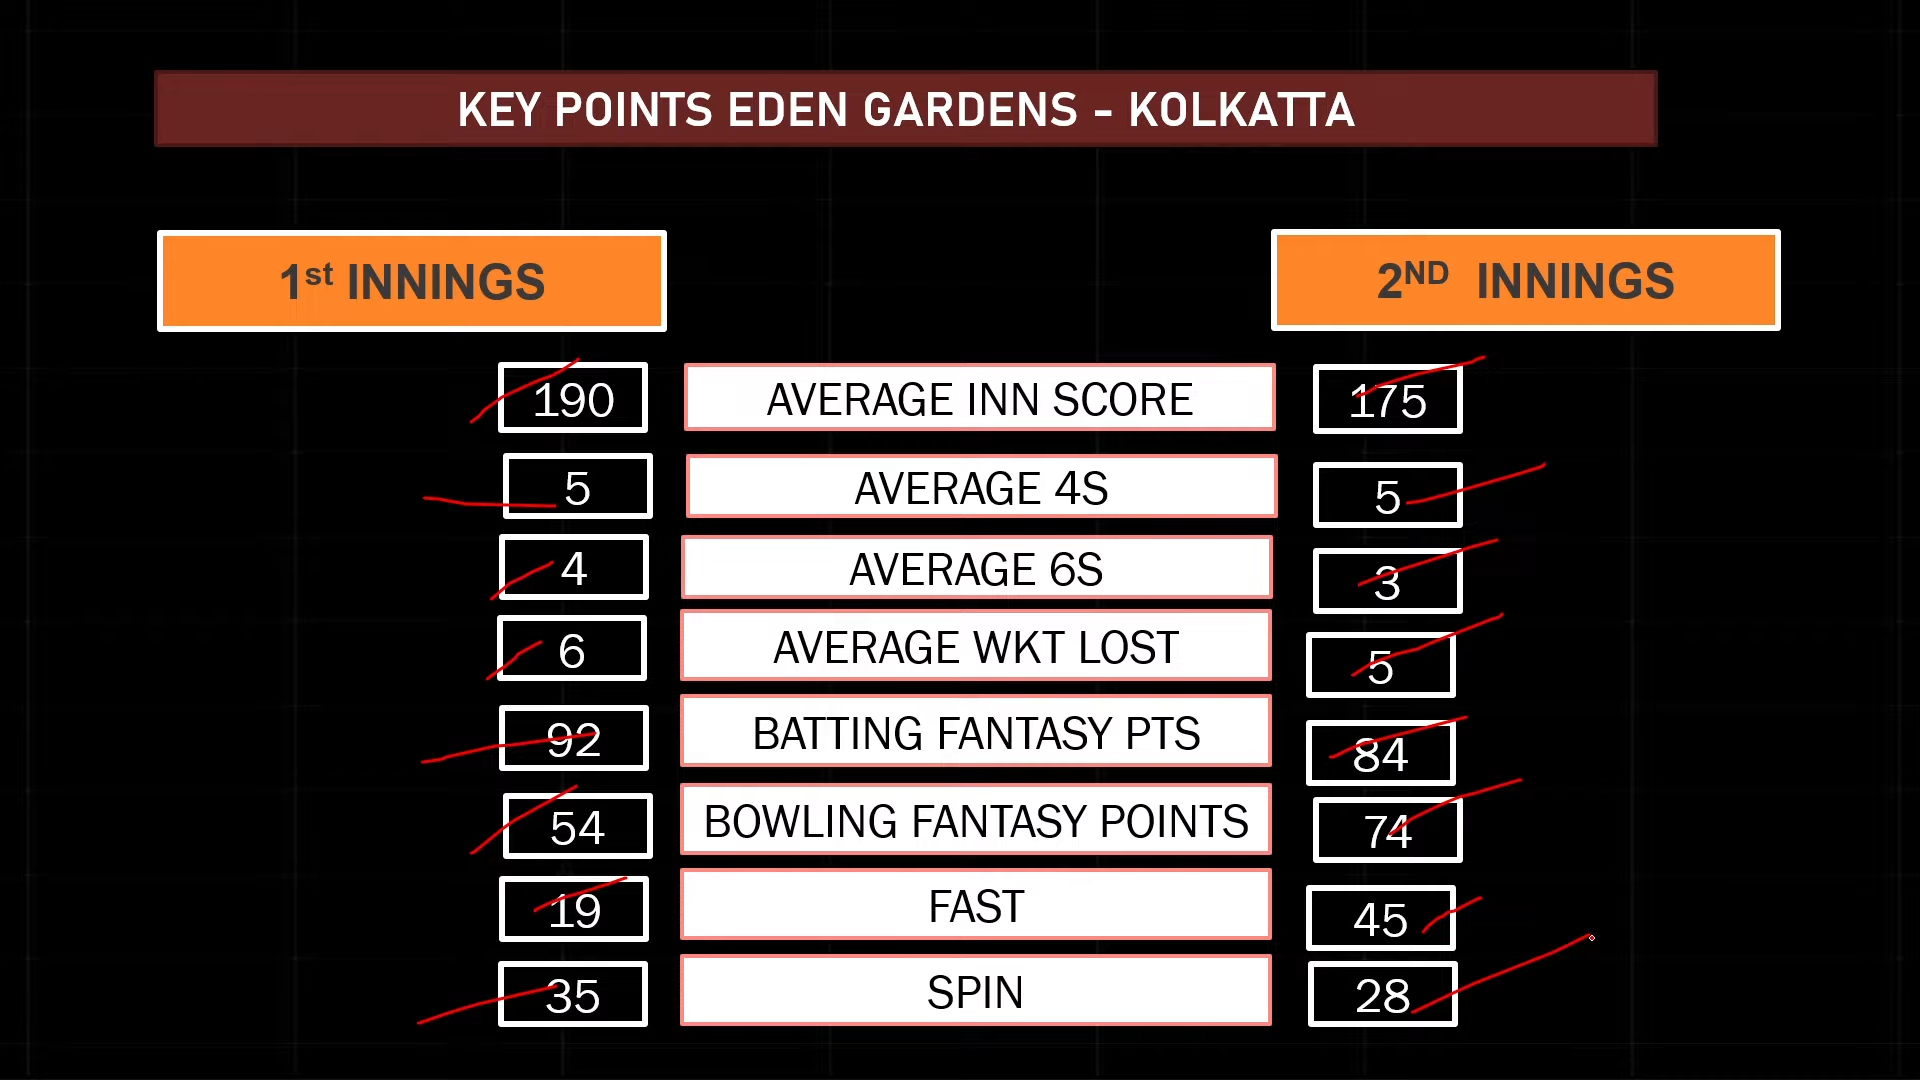 KEY POINTS EDEN GARDENS - KOLKATTA
1st INNINGS 2ND INNINGS
190 AVERAGE INN SCORE 175
5 AVERAGE 4S 5
4 AVERAGE 6S 3
6 AVERAGE WKT LOST 5
92 BATTING FANTASY PTS 84
54 BOWLING FANTASY POINTS 74
19 FAST 45
35 SPIN 28